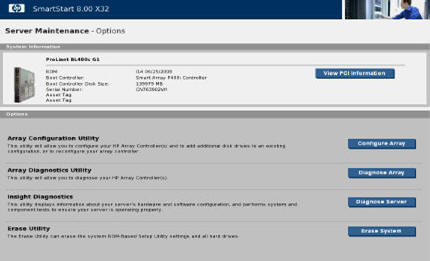 SmartStart 8.00 X32
Server Maintenance - Options
System Information
ProLiant BL460c G1
ROM:
Boot Controller: Smart Array P400i Controller
Boot Controller Disk Size: MB
Serial Number:
Asset Tag:
Asset Tag:
View PCI Information
Options
Array Configuration Utility
This utility will allow you to configure your HP Array Controller(s) and to add additional disk drives to an existing
configuration, or to reconfigure your array controller.
Configure Array
Array Diagnostics Utility
This utility will allow you to diagnose your HP Array Controller(s).
Diagnose Array
Insight Diagnostics
This utility displays information about your server's hardware and software configuration, and performs system and
component tests to ensure your server is operating properly.
Diagnose Server
Erase Utility
The Erase Utility can erase the system ROM-Based Setup Utility settings and all hard drives.
Erase System